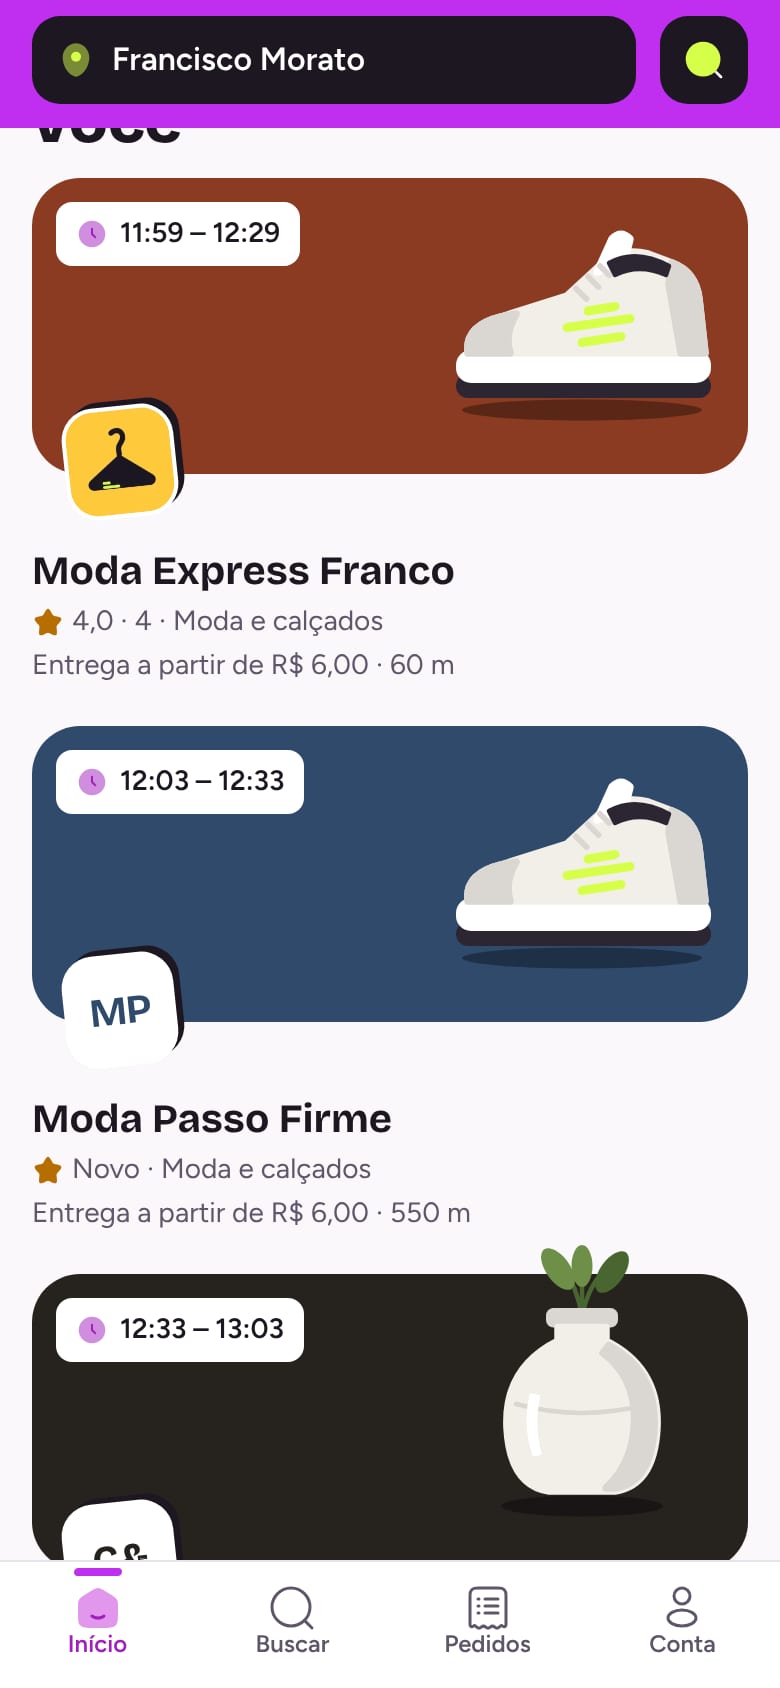 Francisco Morato
você
11:59 – 12:29
Moda Express Franco
4,0 · 4 · Moda e calçados
Entrega a partir de R$ 6,00 · 60 m
12:03 – 12:33
MP
Moda Passo Firme
Novo · Moda e calçados
Entrega a partir de R$ 6,00 · 550 m
12:33 – 13:03
C&
Início
Buscar
Pedidos
Conta